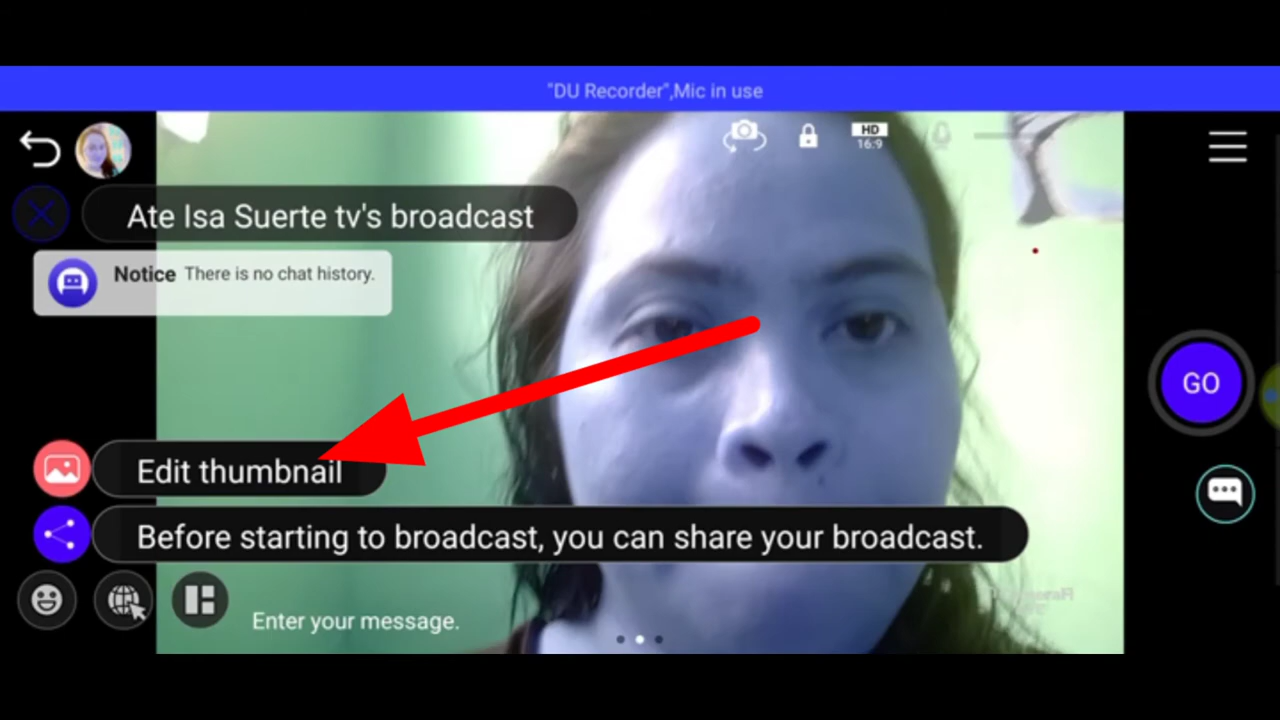 "DU Recorder",Mic in use
HD
16:9
Ate Isa Suerte tv's broadcast
Notice There is no chat history.
GO
Edit thumbnail
Before starting to broadcast, you can share your broadcast.
Enter your message.